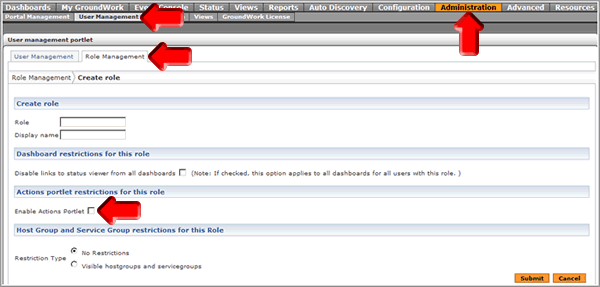 Dashboards My GroundWork Event Console Status Views Reports Auto Discovery Configuration Administration Advanced Resources
Portal Management User Management Views GroundWork License
User management portlet
User Management Role Management
Role Management Create role
Create role
Role
Display name
Dashboard restrictions for this role
Disable links to status viewer from all dashboards (Note: If checked, this option applies to all dashboards for all users with this role. )
Actions portlet restrictions for this role
Enable Actions Portlet
Host Group and Service Group restrictions for this Role
Restriction Type No Restrictions
Visible hostgroups and servicegroups
Submit Cancel